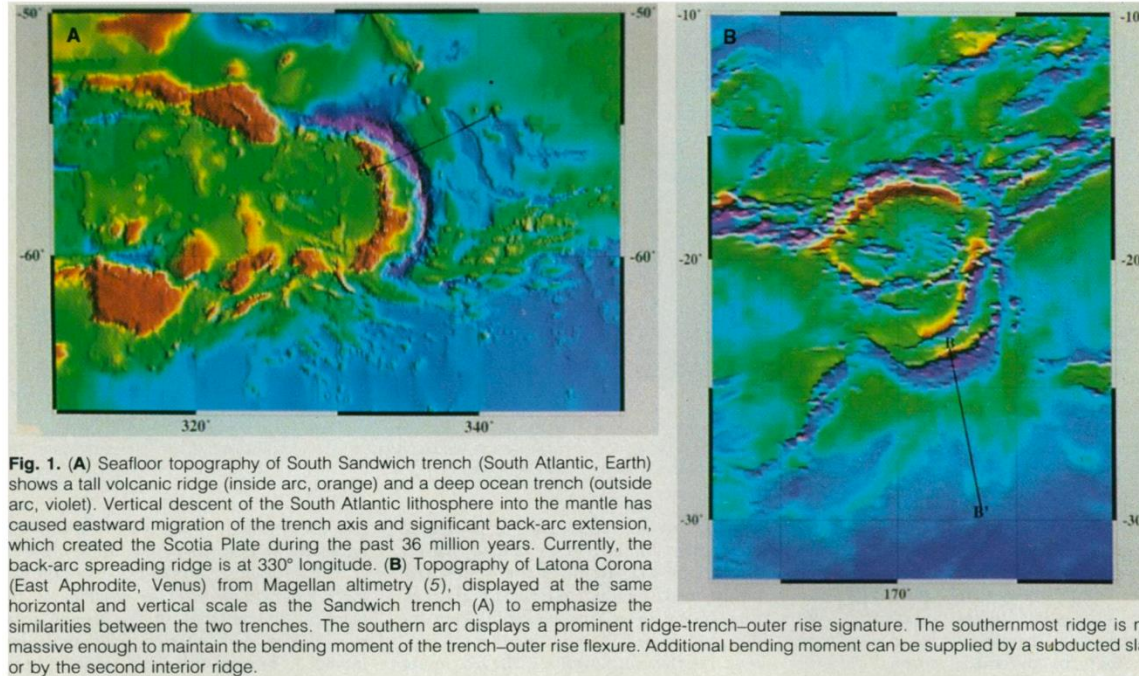 -50°
A
-60°
320°
340°
-10°
-10
B
-20°
-20°
-30°
-30°
B'
170°
Fig. 1. (A) Seafloor topography of South Sandwich trench (South Atlantic, Earth)
shows a tall volcanic ridge (inside arc, orange) and a deep ocean trench (outside
arc, violet). Vertical descent of the South Atlantic lithosphere into the mantle has
caused eastward migration of the trench axis and significant back-arc extension,
which created the Scotia Plate during the past 36 million years. Currently, the
back-arc spreading ridge is at 330° longitude. (B) Topography of Latona Corona
(East Aphrodite, Venus) from Magellan altimetry (5), displayed at the same
horizontal and vertical scale as the Sandwich trench (A) to emphasize the
similarities between the two trenches. The southern arc displays a prominent ridge-trench–outer rise signature. The southernmost ridge is
massive enough to maintain the bending moment of the trench–outer rise flexure. Additional bending moment can be supplied by a subducted
or by the second interior ridge.